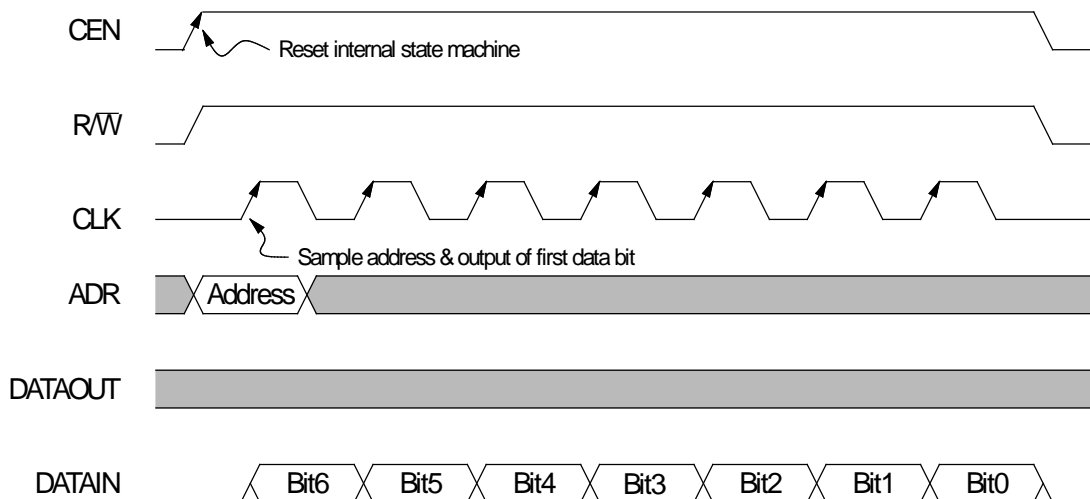 CEN
Reset internal state machine
R/W̅
CLK
Sample address & output of first data bit
ADR
Address
DATAOUT
DATAIN
Bit6 Bit5 Bit4 Bit3 Bit2 Bit1 Bit0